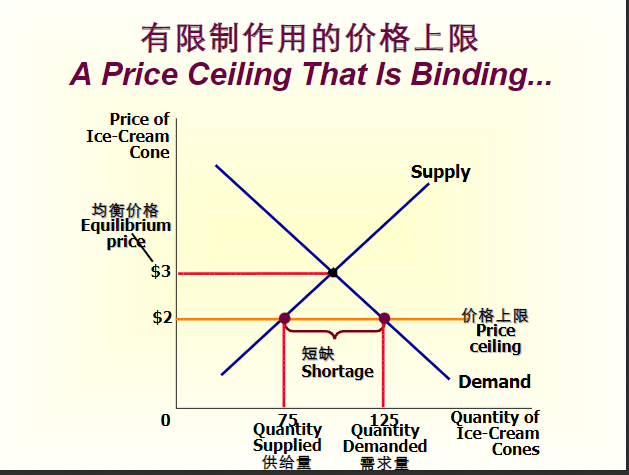 有限制作用的价格上限
A Price Ceiling That Is Binding...
Price of
Ice-Cream
Cone
Supply
均衡价格
Equilibrium
price
$3
$2
价格上限
Price
ceiling
短缺
Shortage
Demand
0
75
125
Quantity
Supplied
供给量
Quantity
Demanded
需求量
Quantity of
Ice-Cream
Cones